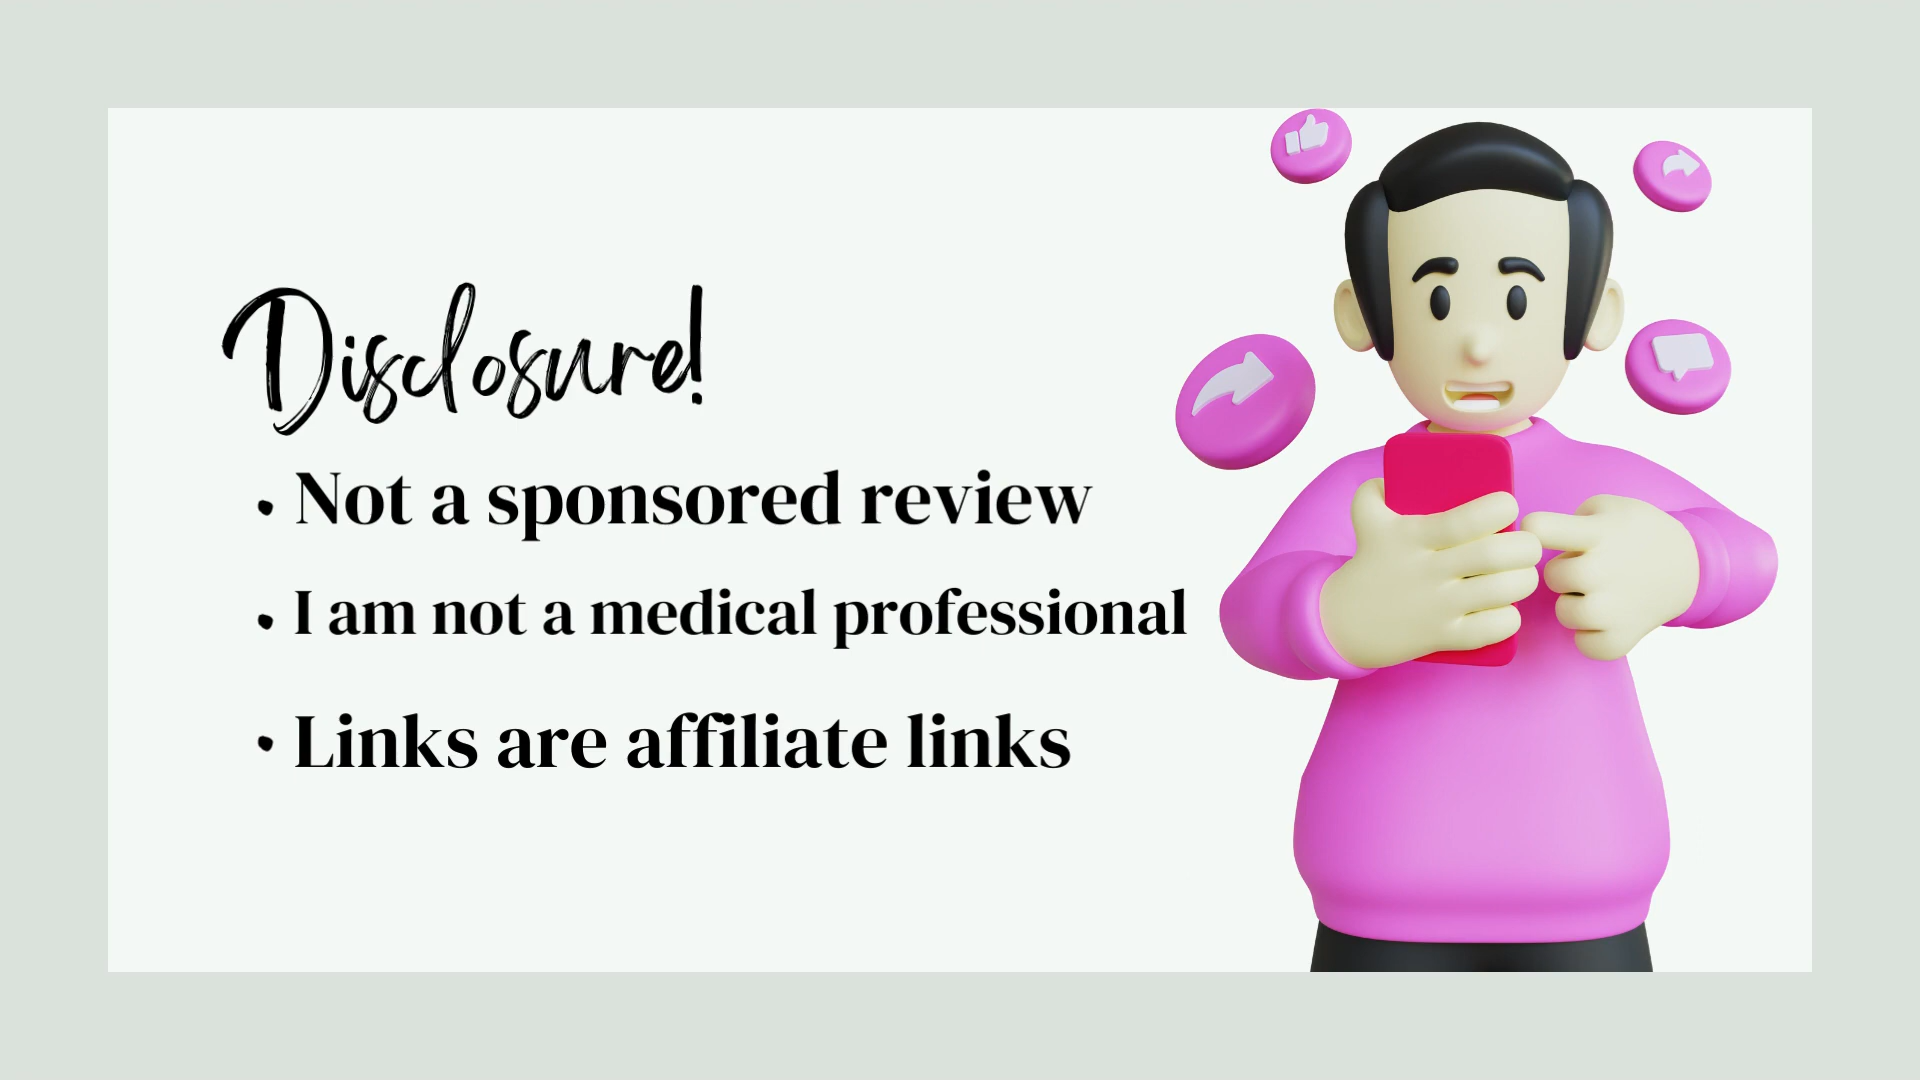 Disclosure!
• Not a sponsored review
• I am not a medical professional
• Links are affiliate links